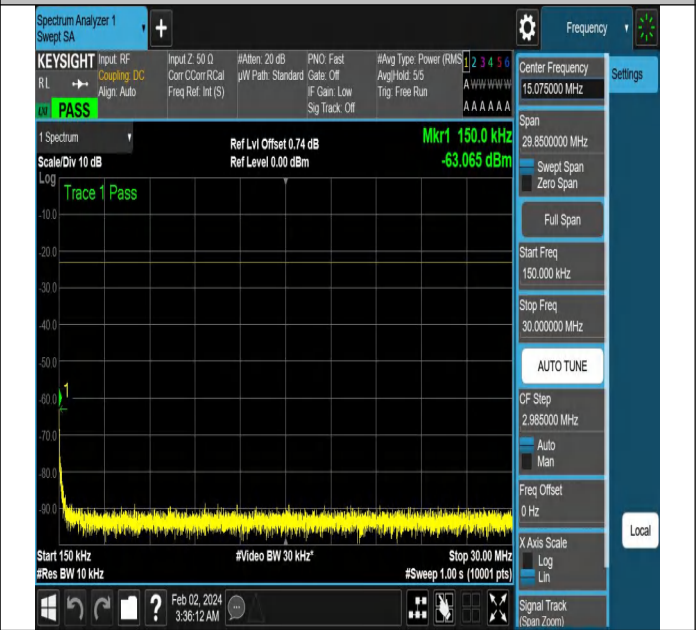 Spectrum Analyzer 1
Swept SA
+
Frequency
KEYSIGHT
RL
Align: Auto
Input: RF
Coupling: DC
Input Z: 50 Ω
Corr CCorr RCal
Freq Ref: Int (S)
#Atten: 20 dB
µW Path: Standard
PNO: Fast
Gate: Off
IF Gain: Low
Sig Track: Off
#Avg Type: Power (RMS
Avg|Hold: 5/5
Trig: Free Run
1 2 3 4 5 6
A W W W W W
A A A A A A
PASS
1 Spectrum
Scale/Div 10 dB
Ref Lvl Offset 0.74 dB
Ref Level 0.00 dBm
Mkr1 150.0 kHz
-63.065 dBm
Log
Trace 1 Pass
-10.0
-20.0
-30.0
-40.0
-50.0
-60.0
-70.0
-80.0
-90.0
1
Start 150 kHz
#Res BW 10 kHz
#Video BW 30 kHz*
Stop 30.00 MHz
#Sweep 1.00 s (10001 pts)
Feb 02, 2024
3:36:12 AM
?
Center Frequency
15.075000 MHz
Settings
Span
29.8500000 MHz
Swept Span
Zero Span
Full Span
Start Freq
150.000 kHz
Stop Freq
30.000000 MHz
AUTO TUNE
CF Step
2.985000 MHz
Auto
Man
Freq Offset
0 Hz
X Axis Scale
Log
Lin
Local
Signal Track
(Span Zoom)